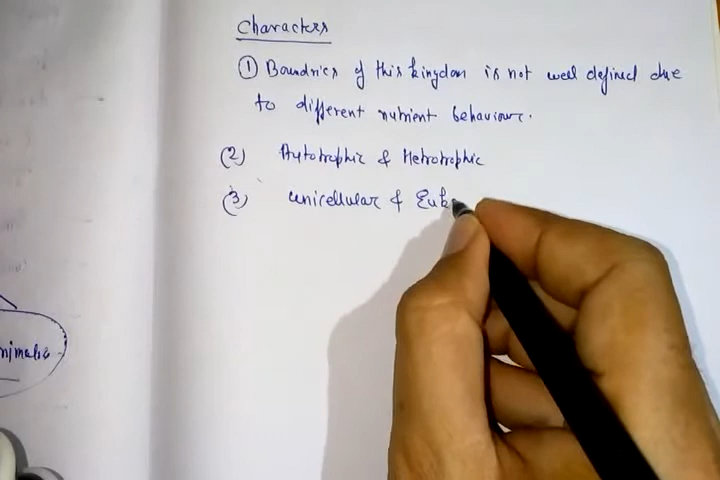 Characters
① Boundries of this kingdom is not well defined due
to different nutrient behaviour.
(2) Autotrophic & Hetrotrophic
(3) unicellular & Euk